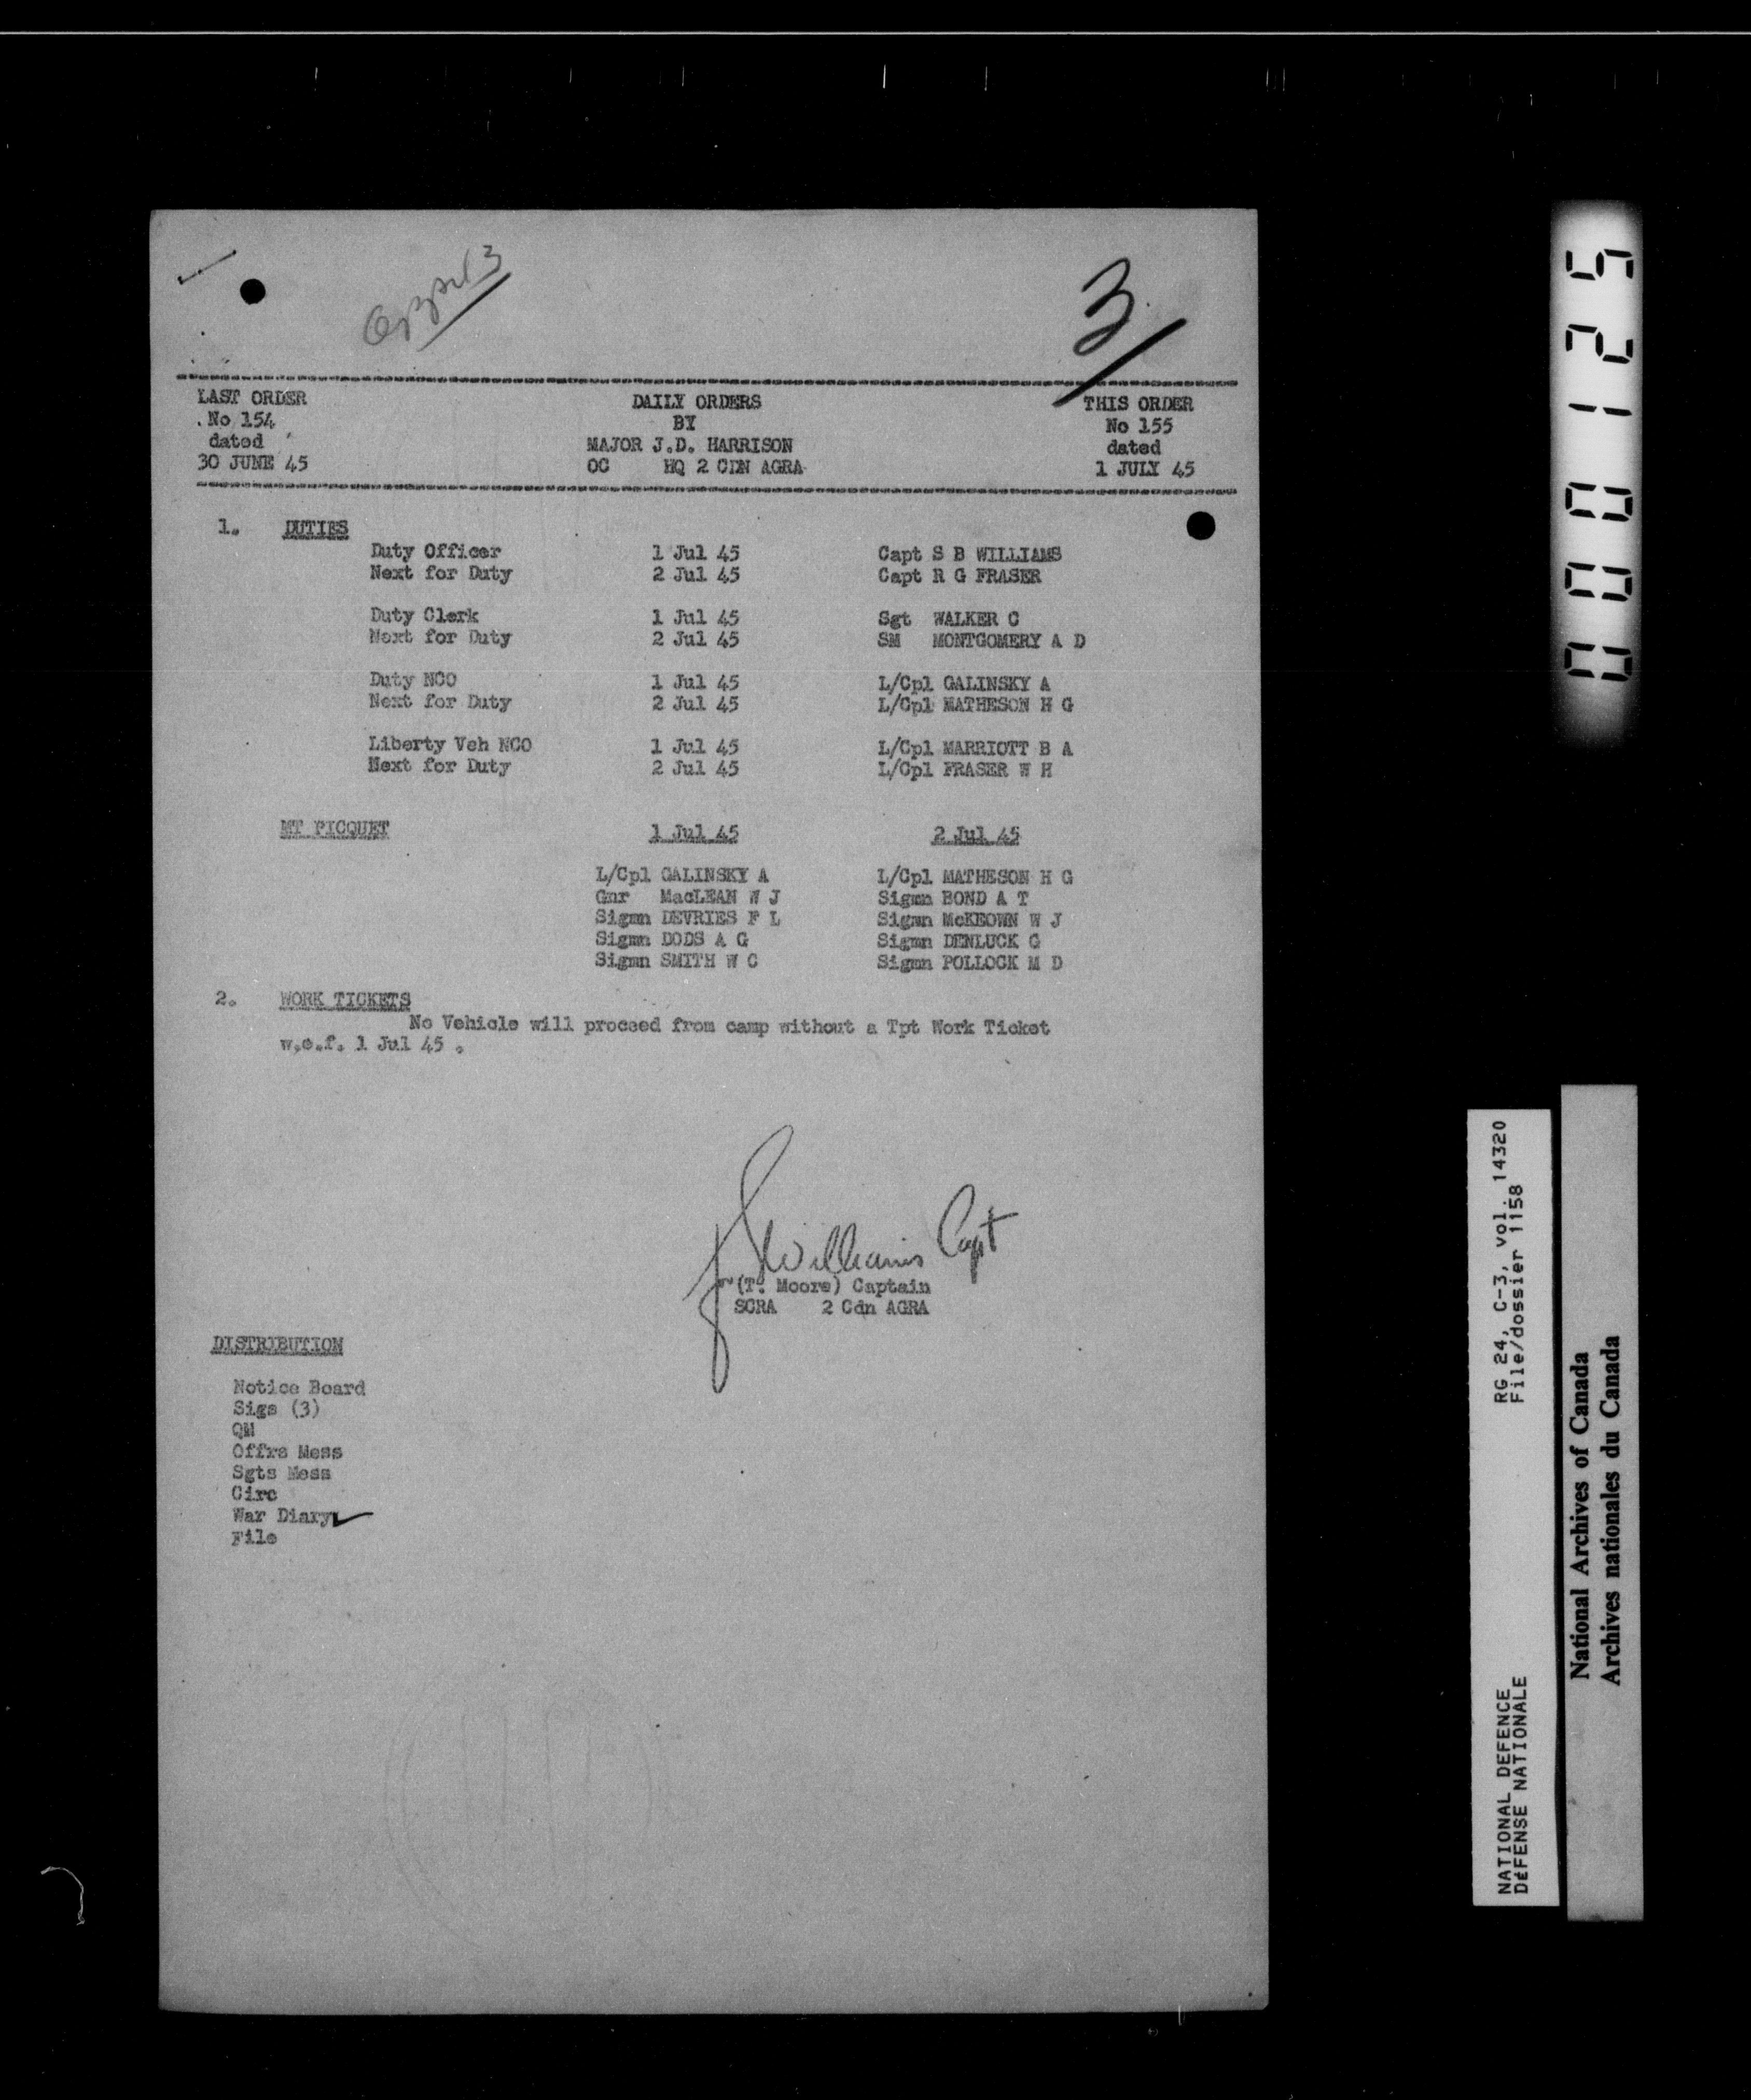 3
LAST ORDER DAILY ORDERS THIS ORDER
No 154 BY No 155
dated MAJOR J.D. HARRISON dated
30 JUNE 45 OC HQ 2 CDN AGRA 1 JULY 45
1. DUTIES
Duty Officer 1 Jul 45 Capt S B WILLIAMS
Next for Duty 2 Jul 45 Capt R G FRASER
Duty Clerk 1 Jul 45 Sgt WALKER C
Next for Duty 2 Jul 45 SM MONTGOMERY A D
Duty NCO 1 Jul 45 L/Cpl GALINSKY A
Next for Duty 2 Jul 45 L/Cpl MATHESON H G
Liberty Veh NCO 1 Jul 45 L/Cpl MARRIOTT B A
Next for Duty 2 Jul 45 L/Cpl FRASER W H
MT PICQUET 1 Jul 45 2 Jul 45
L/Cpl GALINSKY A L/Cpl MATHESON H G
Gnr MacLEAN W J Sigmn BOND A T
Sigmn DEVRIES F L Sigmn McKEOWN W J
Sigmn DODS A G Sigmn DENLUCK G
Sigmn SMITH W C Sigmn POLLOCK M D
2. WORK TICKETS
No Vehicle will proceed from camp without a Tpt Work Ticket
w.e.f. 1 Jul 45 .
Williams Capt
for (T. Moore) Captain
SCRA 2 Cdn AGRA
DISTRIBUTION
Notice Board
Sigs (3)
QM
Offrs Mess
Sgts Mess
Circ
War Diary
File
000125
RG 24, C-3, vol. 14320
File/dossier 1158
NATIONAL DEFENCE
DÉFENSE NATIONALE
National Archives of Canada
Archives nationales du Canada